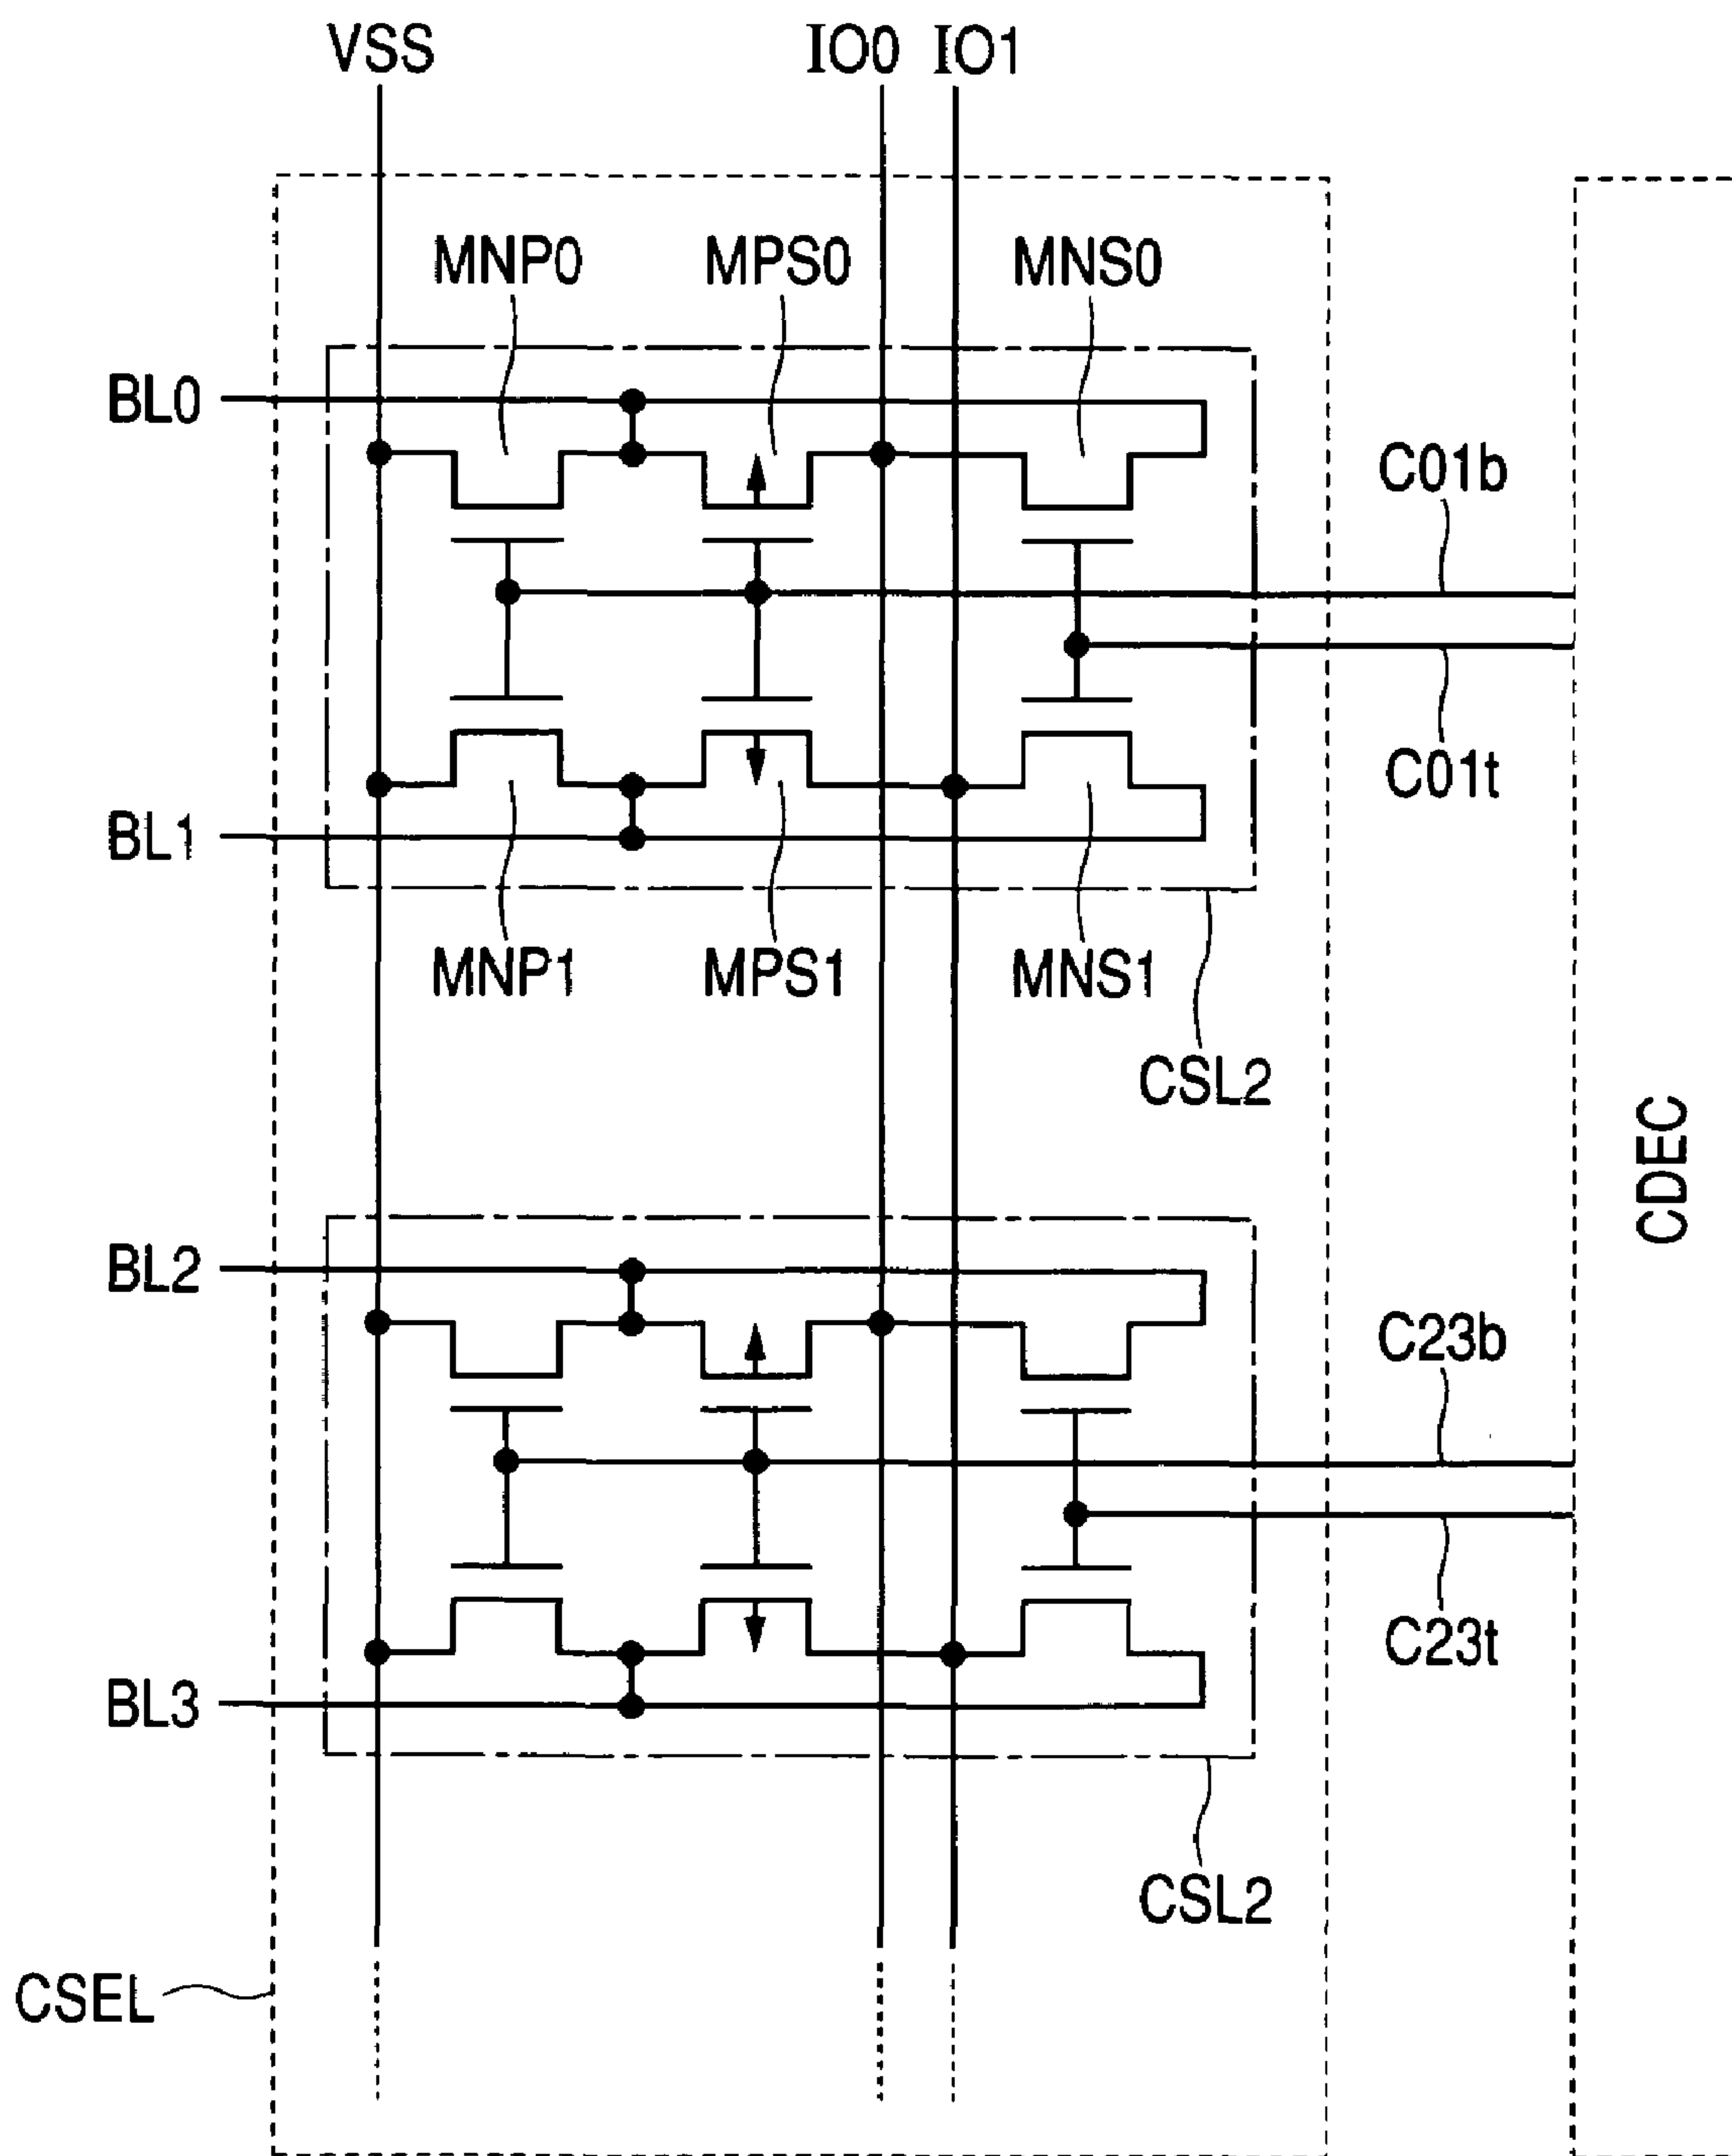 VSS IO0 IO1
MNP0 MPS0 MNS0
BL0
C01b
C01t
BL1
MNP1 MPS1 MNS1
CSL2
CDEC
BL2
C23b
C23t
BL3
CSL2
CSEL